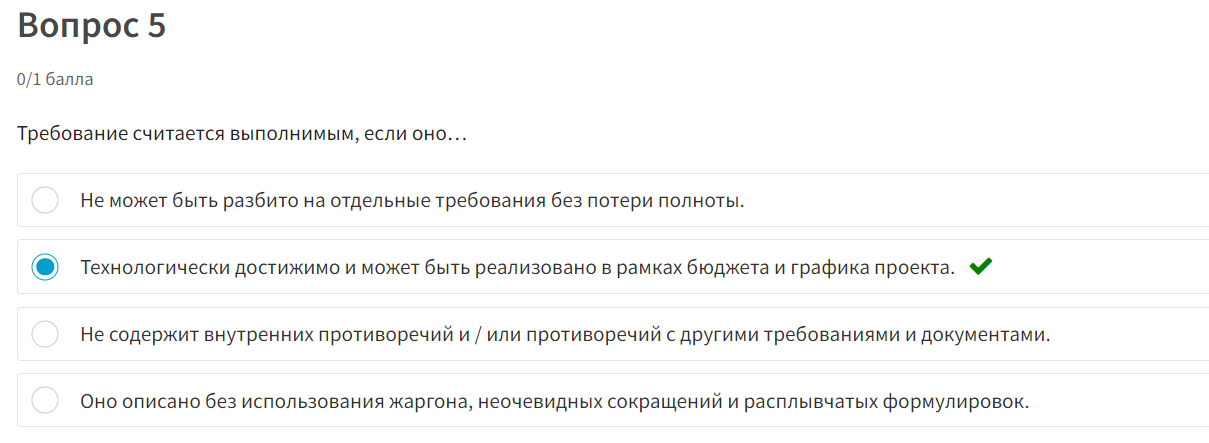 Вопрос 5
0/1 балла
Требование считается выполнимым, если оно…
Не может быть разбито на отдельные требования без потери полноты.
Технологически достижимо и может быть реализовано в рамках бюджета и графика проекта.
Не содержит внутренних противоречий и / или противоречий с другими требованиями и документами.
Оно описано без использования жаргона, неочевидных сокращений и расплывчатых формулировок.